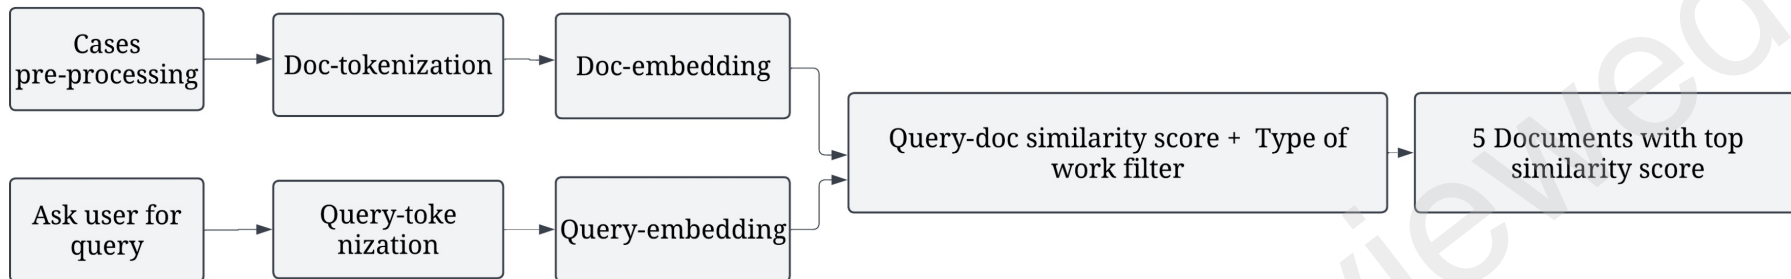 Cases
pre-processing
Doc-tokenization
Doc-embedding
Query-doc similarity score +  Type of
work filter
5 Documents with top
similarity score
Ask user for
query
Query-toke
nization
Query-embedding
iewed